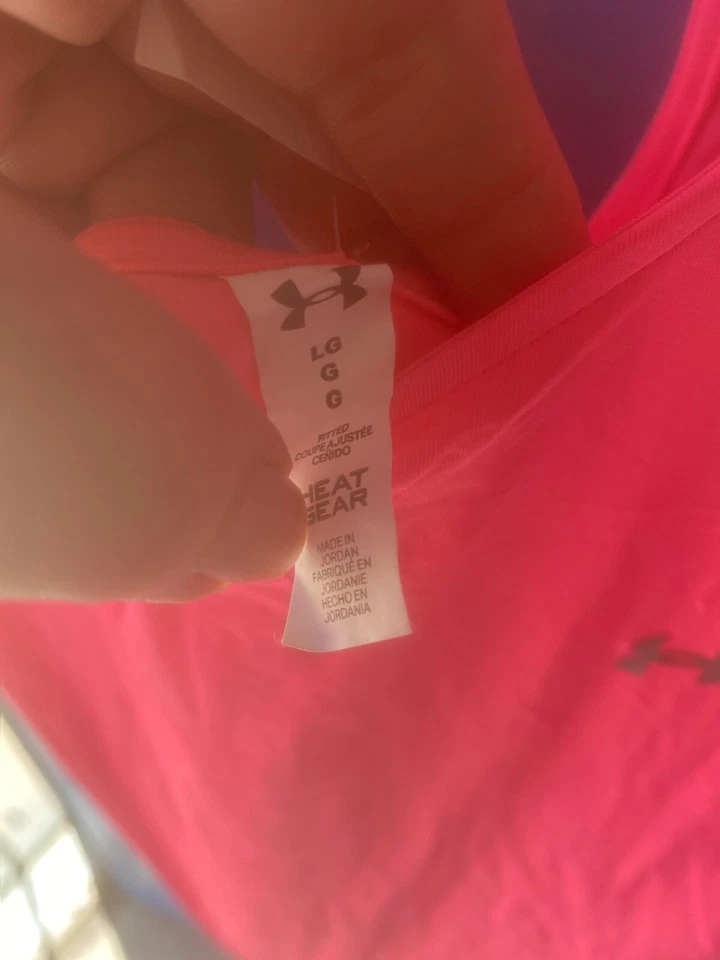 LG
G
G
FITTED
COUPE AJUSTÉE
CEÑIDO
HEAT
GEAR
MADE IN
JORDAN
FABRIQUÉ EN
JORDANIE
HECHO EN
JORDANIA